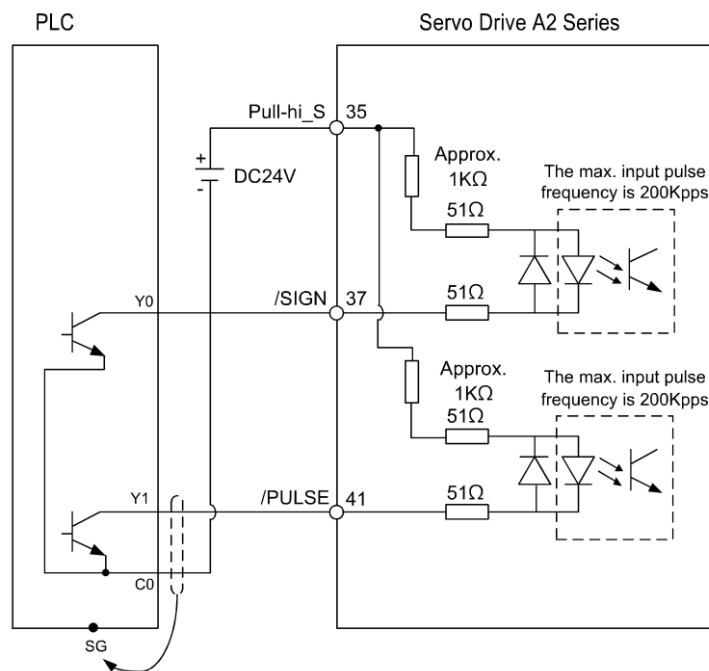 PLC
Servo Drive A2 Series
Pull-hi_S
35
+
-
DC24V
Approx.
1KΩ
51Ω
The max. input pulse
frequency is 200Kpps
Y0
/SIGN
37
51Ω
Approx.
1KΩ
51Ω
The max. input pulse
frequency is 200Kpps
Y1
/PULSE
41
51Ω
C0
SG